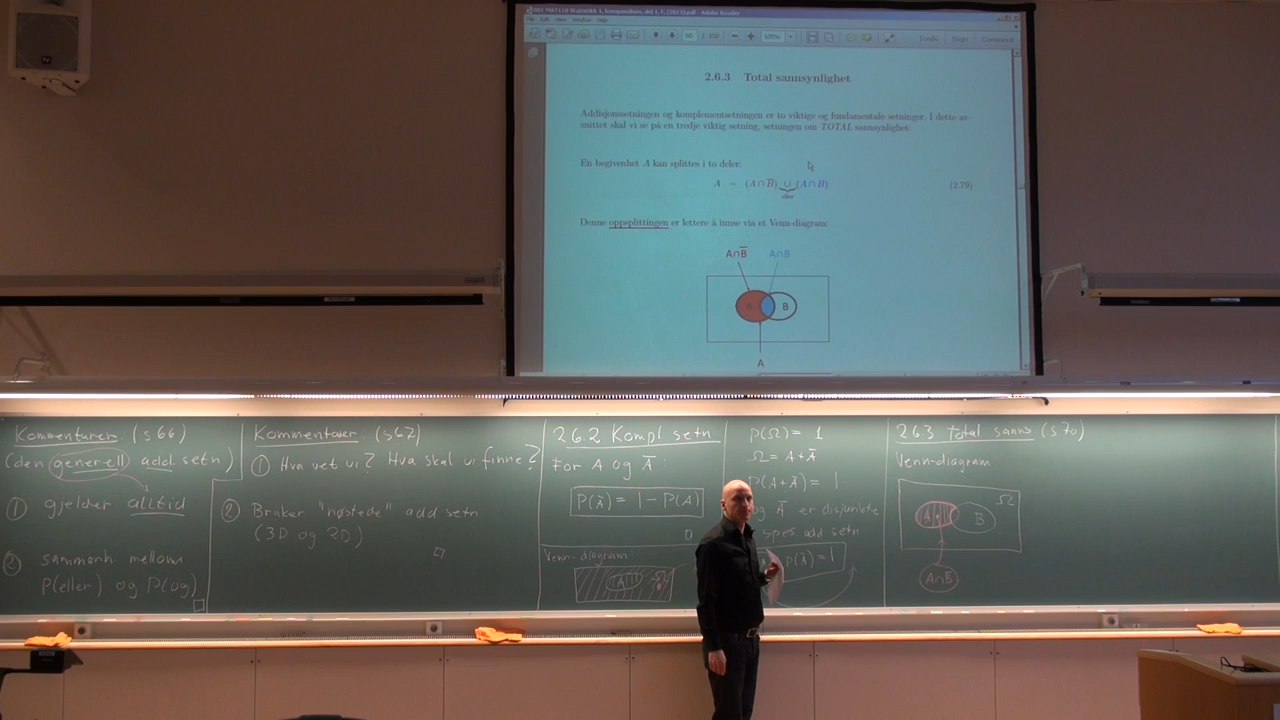 2.6.3 Total sannsynlighet
Addisjonssetningen og komplementsetningen er to viktige og fundamentale setninger. I dette av-
snittet skal vi se på en tredje viktig setning, setningen om TOTAL sannsynlighet:
En begivenhet A kan splittes i to deler:
A = (A∩B̅) ∪ (A∩B) (2.79)
eller
Denne oppsplittingen er lettere å innse via et Venn-diagram:
A∩B̅ A∩B
B
A
Kommentarer (s66)
(den generell add. setn)
① gjelder alltid
② sammenh mellom
P(eller) og P(og)
Kommentarer (s67)
① Hva vet vi? Hva skal vi finne?
② Bruker "nøstede" add setn
(3D og 2D)
2.6.2 Kompl setn
For A og A̅:
P(A̅) = 1 - P(A)
Venn-diagram
A
P(Ω) = 1
Ω = A + A̅
P(A + A̅) = 1
og A̅ er disjunkte
spes add setn
P(A̅) = 1
2.6.3 Total sanns (s70)
Venn-diagram
Ω
A B
A∩B̅